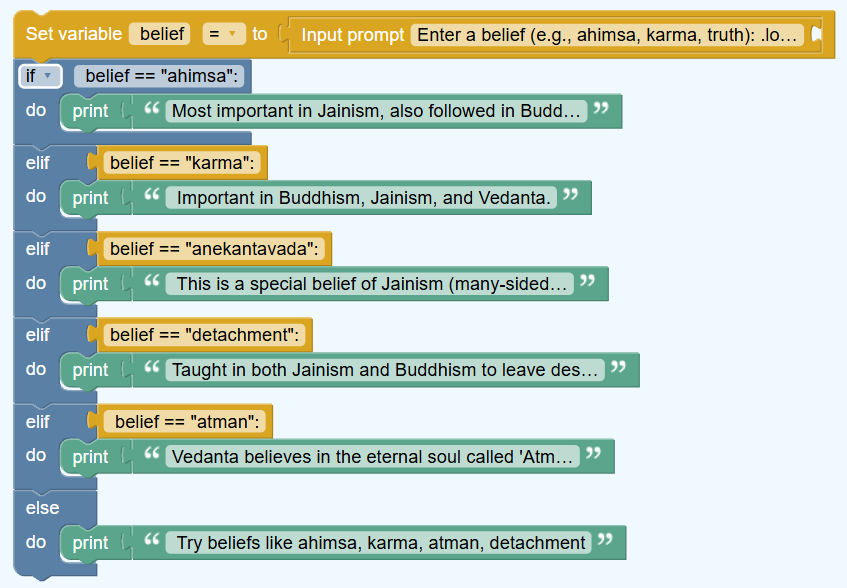 Set variable belief = to Input prompt Enter a belief (e.g., ahimsa, karma, truth): .lo…
if belief == "ahimsa":
do print “ Most important in Jainism, also followed in Budd… ”
elif belief == "karma":
do print “ Important in Buddhism, Jainism, and Vedanta. ”
elif belief == "anekantavada":
do print “ This is a special belief of Jainism (many-sided… ”
elif belief == "detachment":
do print “ Taught in both Jainism and Buddhism to leave des… ”
elif belief == "atman":
do print “ Vedanta believes in the eternal soul called 'Atm… ”
else
do print “ Try beliefs like ahimsa, karma, atman, detachment ”